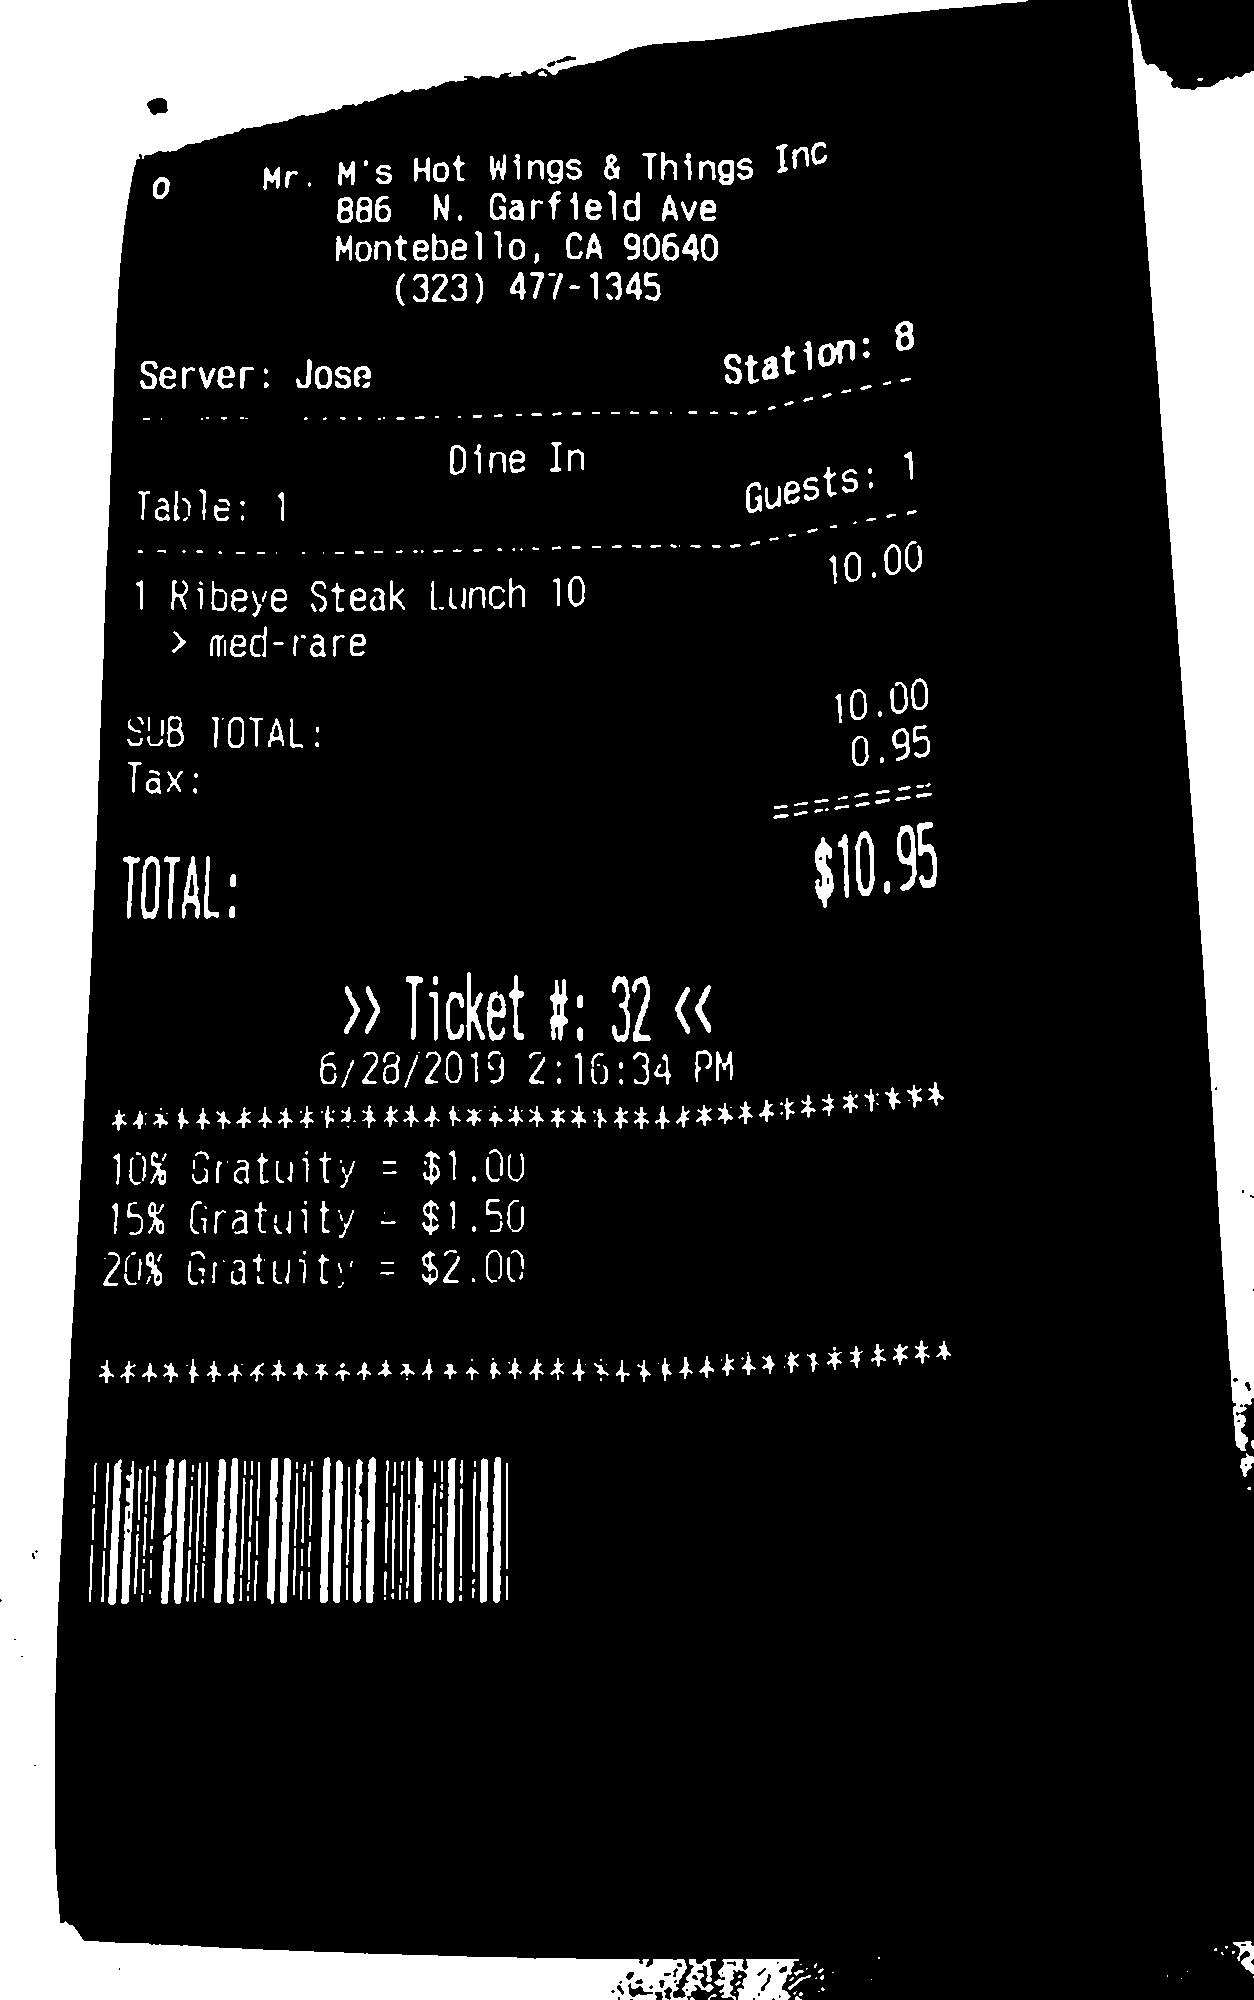 o Mr. M's Hot Wings & Things Inc
886 N. Garfield Ave
Montebello, CA 90640
(323) 477-1345
Server: Jose Station: 8
Dine In
Table: 1 Guests: 1
1 Ribeye Steak Lunch 10 10.00
> med-rare
SUB TOTAL: 10.00
Tax: 0.95
========
TOTAL: $10.95
>> Ticket #: 32 <<
6/28/2019 2:16:34 PM
****************************************
10% Gratuity = $1.00
15% Gratuity = $1.50
20% Gratuity = $2.00
****************************************